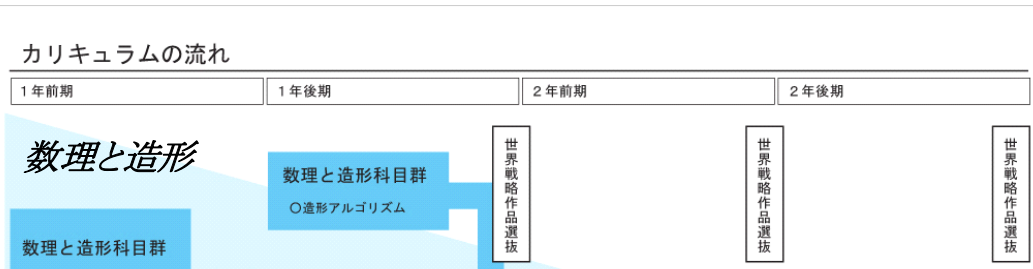 カリキュラムの流れ
1年前期
1年後期
2年前期
2年後期
数理と造形
数理と造形科目群
○造形アルゴリズム
数理と造形科目群
世界戦略作品選抜
世界戦略作品選抜
世界戦略作品選抜